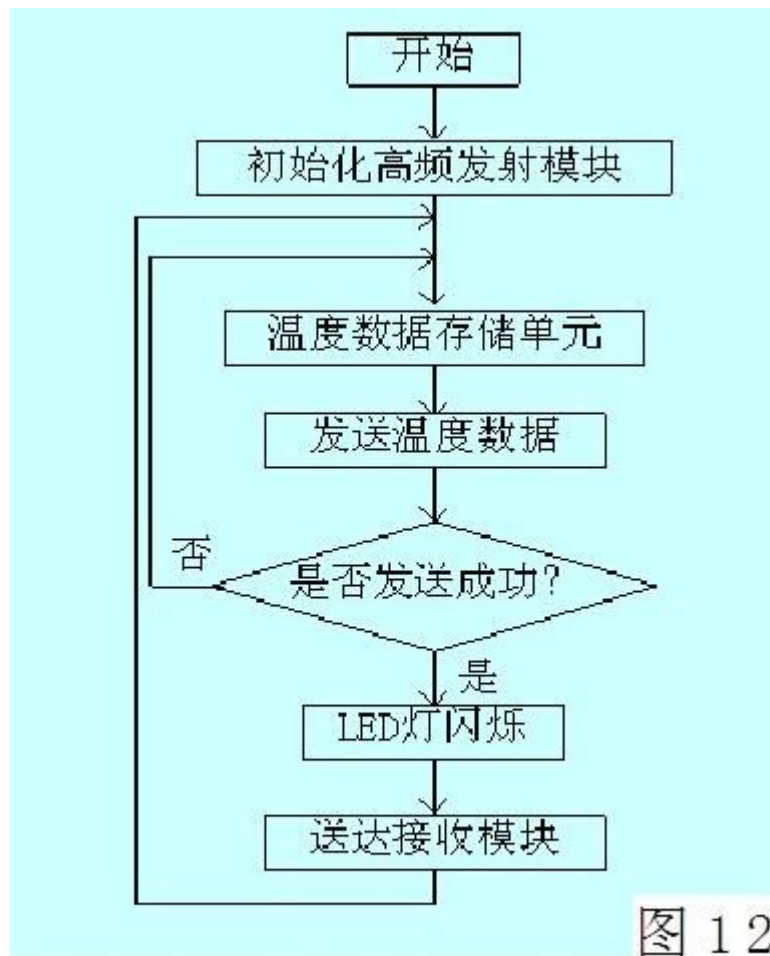 开始
初始化高频发射模块
温度数据存储单元
发送温度数据
否
是否发送成功?
是
LED灯闪烁
送达接收模块
图 1 2